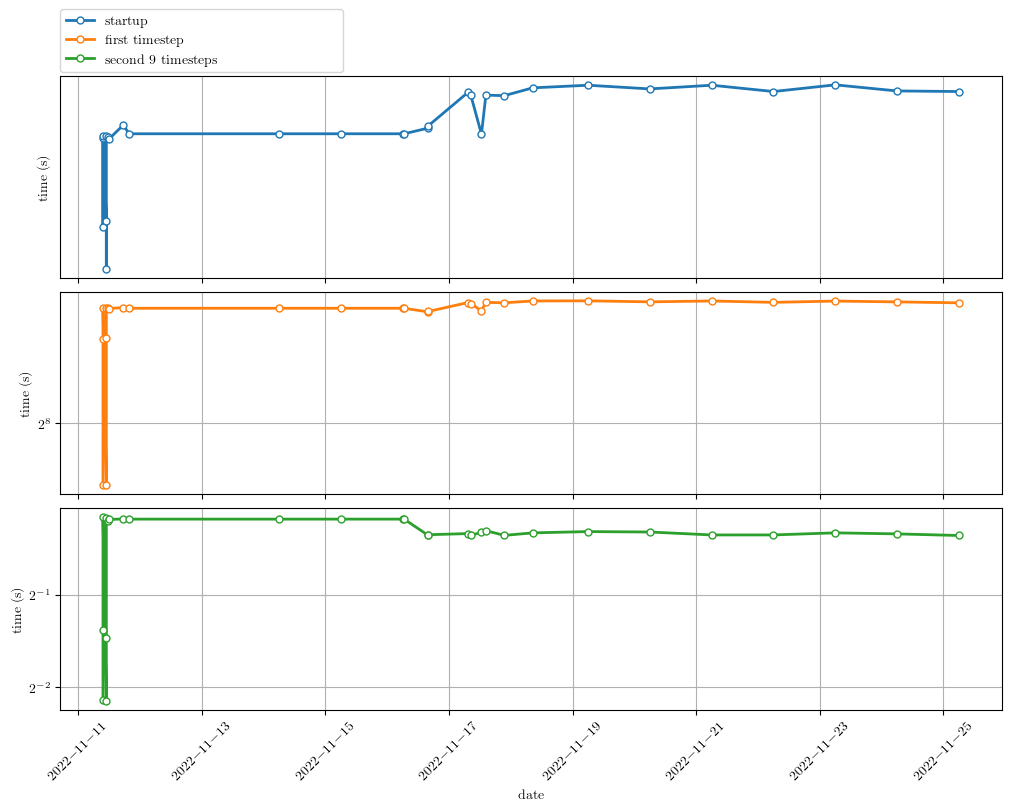 startup
first timestep
second 9 timesteps
time (s)
time (s)
2⁸
time (s)
2⁻¹
2⁻²
2022−11−11
2022−11−13
2022−11−15
2022−11−17
2022−11−19
2022−11−21
2022−11−23
2022−11−25
date